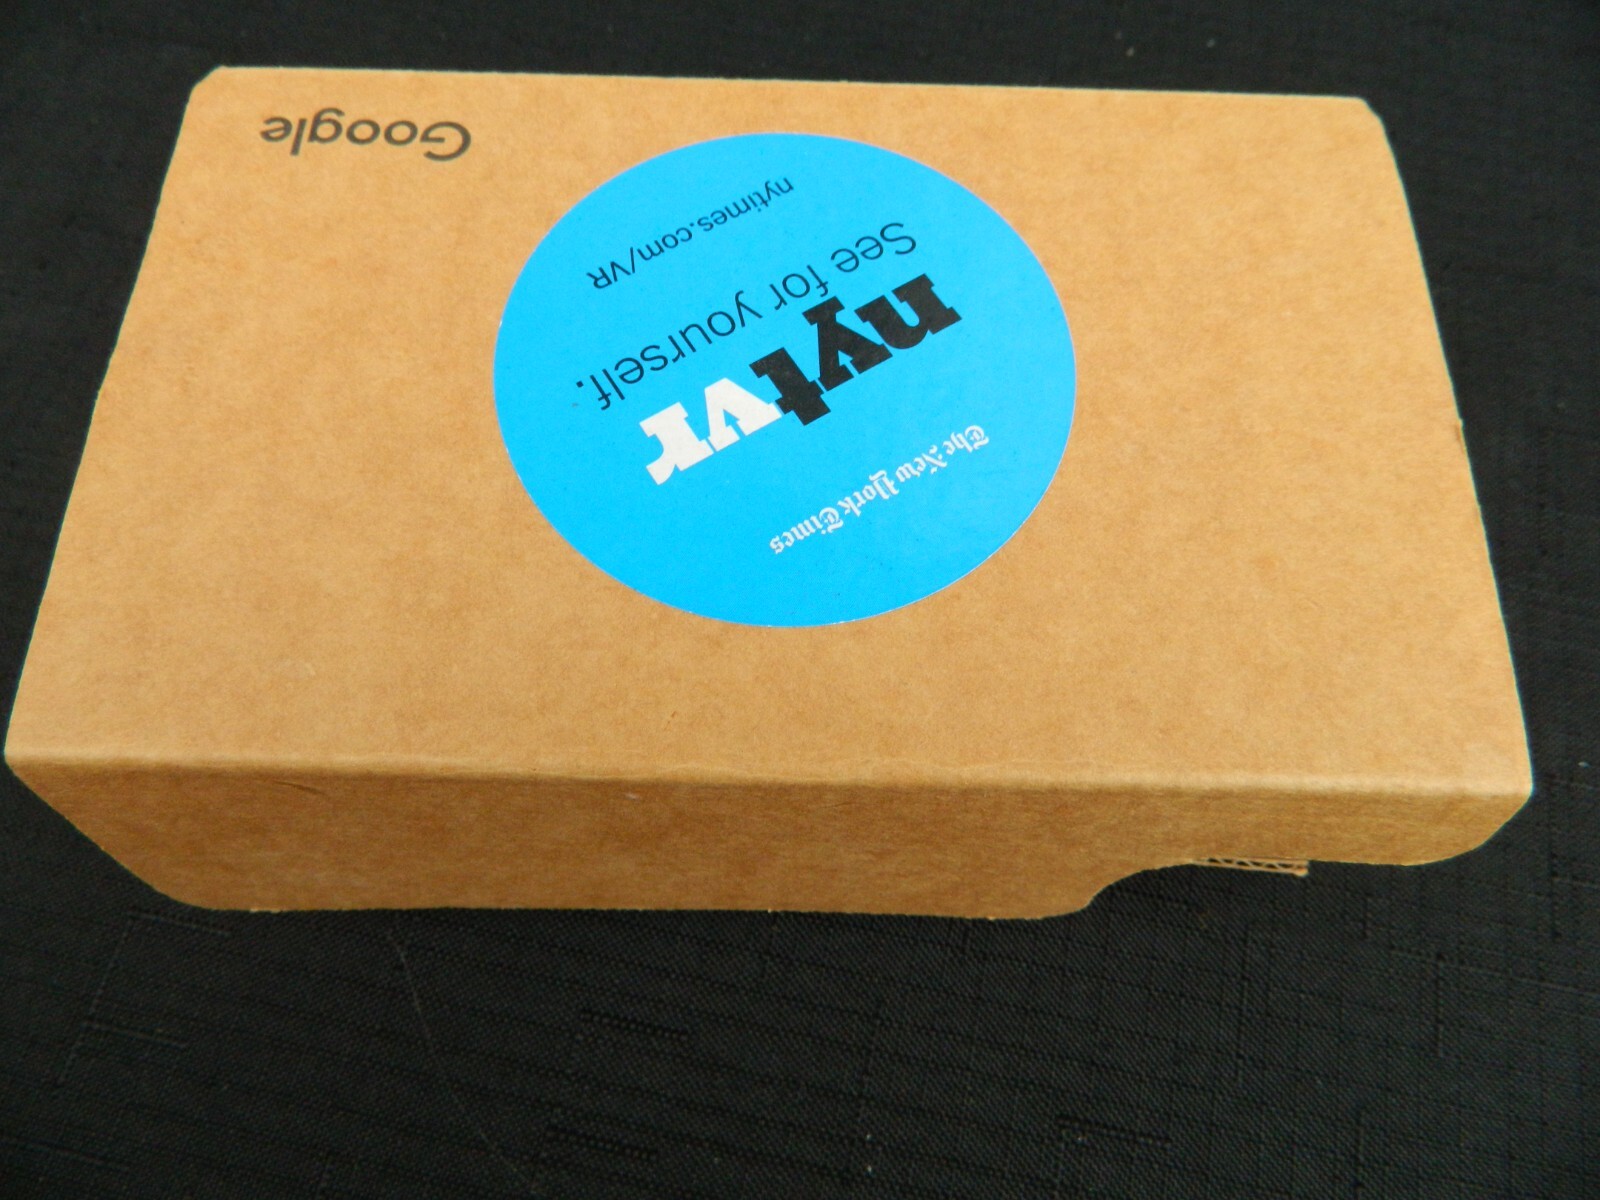 The New York Times
nytvr
See for yourself.
nytimes.com/VR
Google